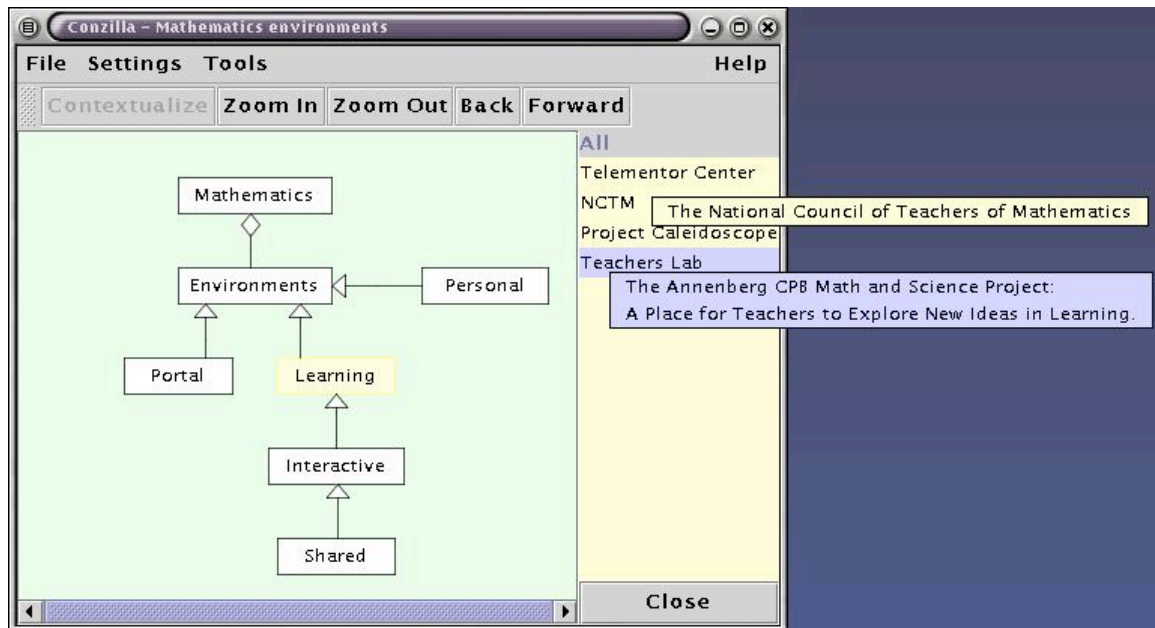 Conzilla – Mathematics environments
File Settings Tools Help
Contextualize Zoom In Zoom Out Back Forward
All
Telementor Center
NCTM
The National Council of Teachers of Mathematics
Project Caleidoscope
Teachers Lab
The Annenberg CPB Math and Science Project:
A Place for Teachers to Explore New Ideas in Learning.
Mathematics
Environments
Personal
Portal
Learning
Interactive
Shared
Close